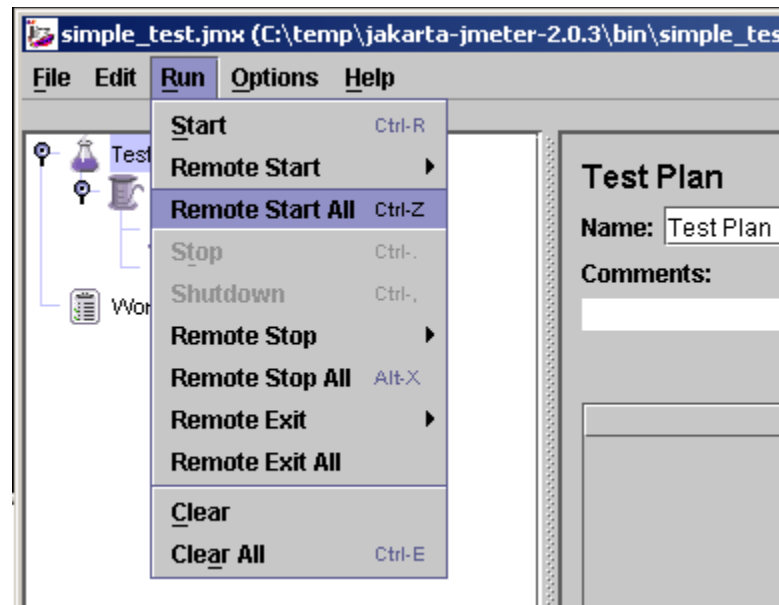 simple_test.jmx (C:\temp\jakarta-jmeter-2.0.3\bin\simple_tes
File Edit Run Options Help
Start Ctrl-R
Remote Start
Remote Start All Ctrl-Z
Stop Ctrl-.
Shutdown Ctrl-,
Remote Stop
Remote Stop All Alt-X
Remote Exit
Remote Exit All
Clear
Clear All Ctrl-E
Test
Wor
Test Plan
Name: Test Plan
Comments: